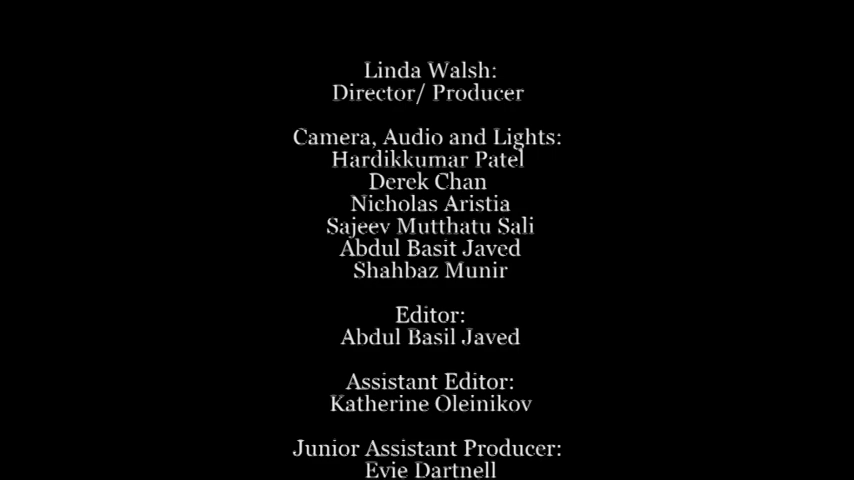 Linda Walsh:
Director/ Producer
Camera, Audio and Lights:
Hardikkumar Patel
Derek Chan
Nicholas Aristia
Sajeev Mutthatu Sali
Abdul Basit Javed
Shahbaz Munir
Editor:
Abdul Basil Javed
Assistant Editor:
Katherine Oleinikov
Junior Assistant Producer:
Evie Dartnell